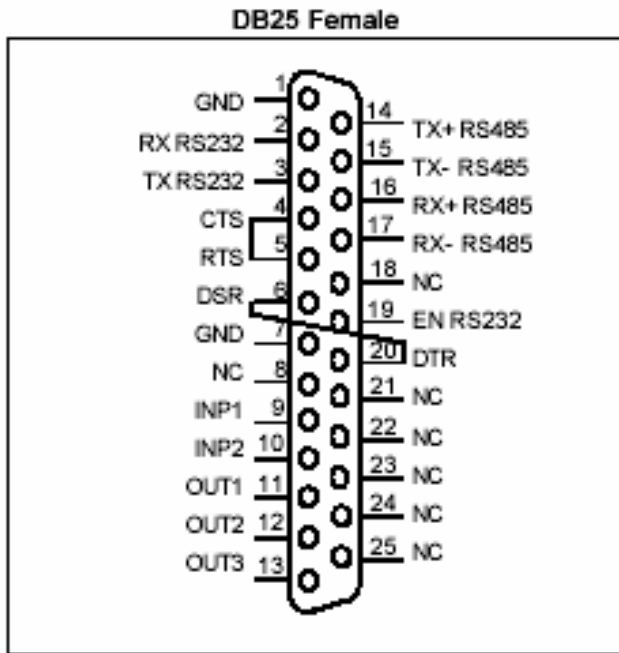 DB25 Female
GND 1
RX RS232 2
TX RS232 3
CTS 4
RTS 5
DSR 6
GND 7
NC 8
INP1 9
INP2 10
OUT1 11
OUT2 12
OUT3 13
14 TX+ RS485
15 TX- RS485
16 RX+ RS485
17 RX- RS485
18 NC
19 EN RS232
20 DTR
21 NC
22 NC
23 NC
24 NC
25 NC